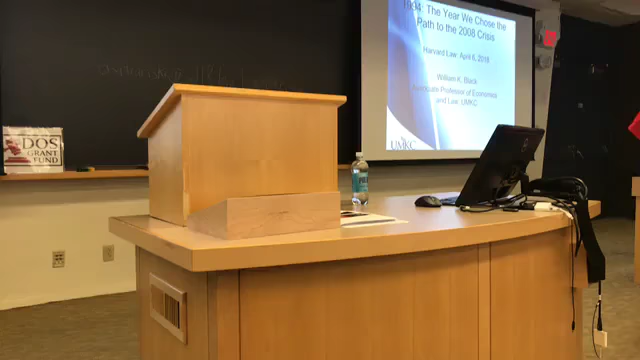 1994: The Year We Chose the
Path to the 2008 Crisis
Harvard Law: April 6, 2018
William K. Black
Associate Professor of Economics
and Law, UMKC
UMKC
DOS
GRANT
FUND